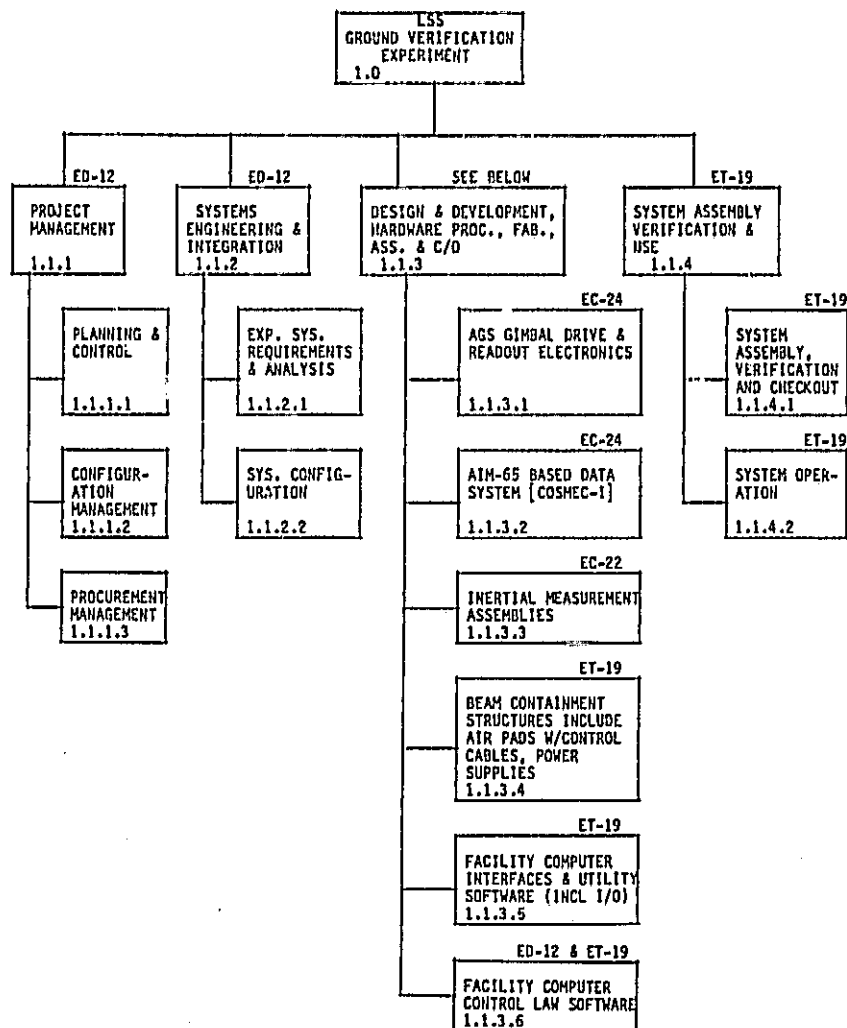 LSS
GROUND VERIFICATION
EXPERIMENT
1.0
ED-12
PROJECT
MANAGEMENT
1.1.1
PLANNING &
CONTROL
1.1.1.1
CONFIGUR-
ATION
MANAGEMENT
1.1.1.2
PROCUREMENT
MANAGEMENT
1.1.1.3
ED-12
SYSTEMS
ENGINEERING &
INTEGRATION
1.1.2
EXP. SYS.
REQUIREMENTS
& ANALYSIS
1.1.2.1
SYS. CONFIG-
URATION
1.1.2.2
SEE BELOW
DESIGN & DEVELOPMENT,
HARDWARE PROC., FAB.,
ASS. & C/O
1.1.3
EC-24
AGS GIMBAL DRIVE &
READOUT ELECTRONICS
1.1.3.1
EC-24
AIM-65 BASED DATA
SYSTEM [COSMEC-I]
1.1.3.2
EC-22
INERTIAL MEASUREMENT
ASSEMBLIES
1.1.3.3
ET-19
BEAM CONTAINMENT
STRUCTURES INCLUDE
AIR PADS W/CONTROL
CABLES, POWER
SUPPLIES
1.1.3.4
ET-19
FACILITY COMPUTER
INTERFACES & UTILITY
SOFTWARE (INCL I/O)
1.1.3.5
ED-12 & ET-19
FACILITY COMPUTER
CONTROL LAW SOFTWARE
1.1.3.6
ET-19
SYSTEM ASSEMBLY
VERIFICATION &
USE
1.1.4
ET-19
SYSTEM
ASSEMBLY,
VERIFICATION
AND CHECKOUT
1.1.4.1
ET-19
SYSTEM OPER-
ATION
1.1.4.2